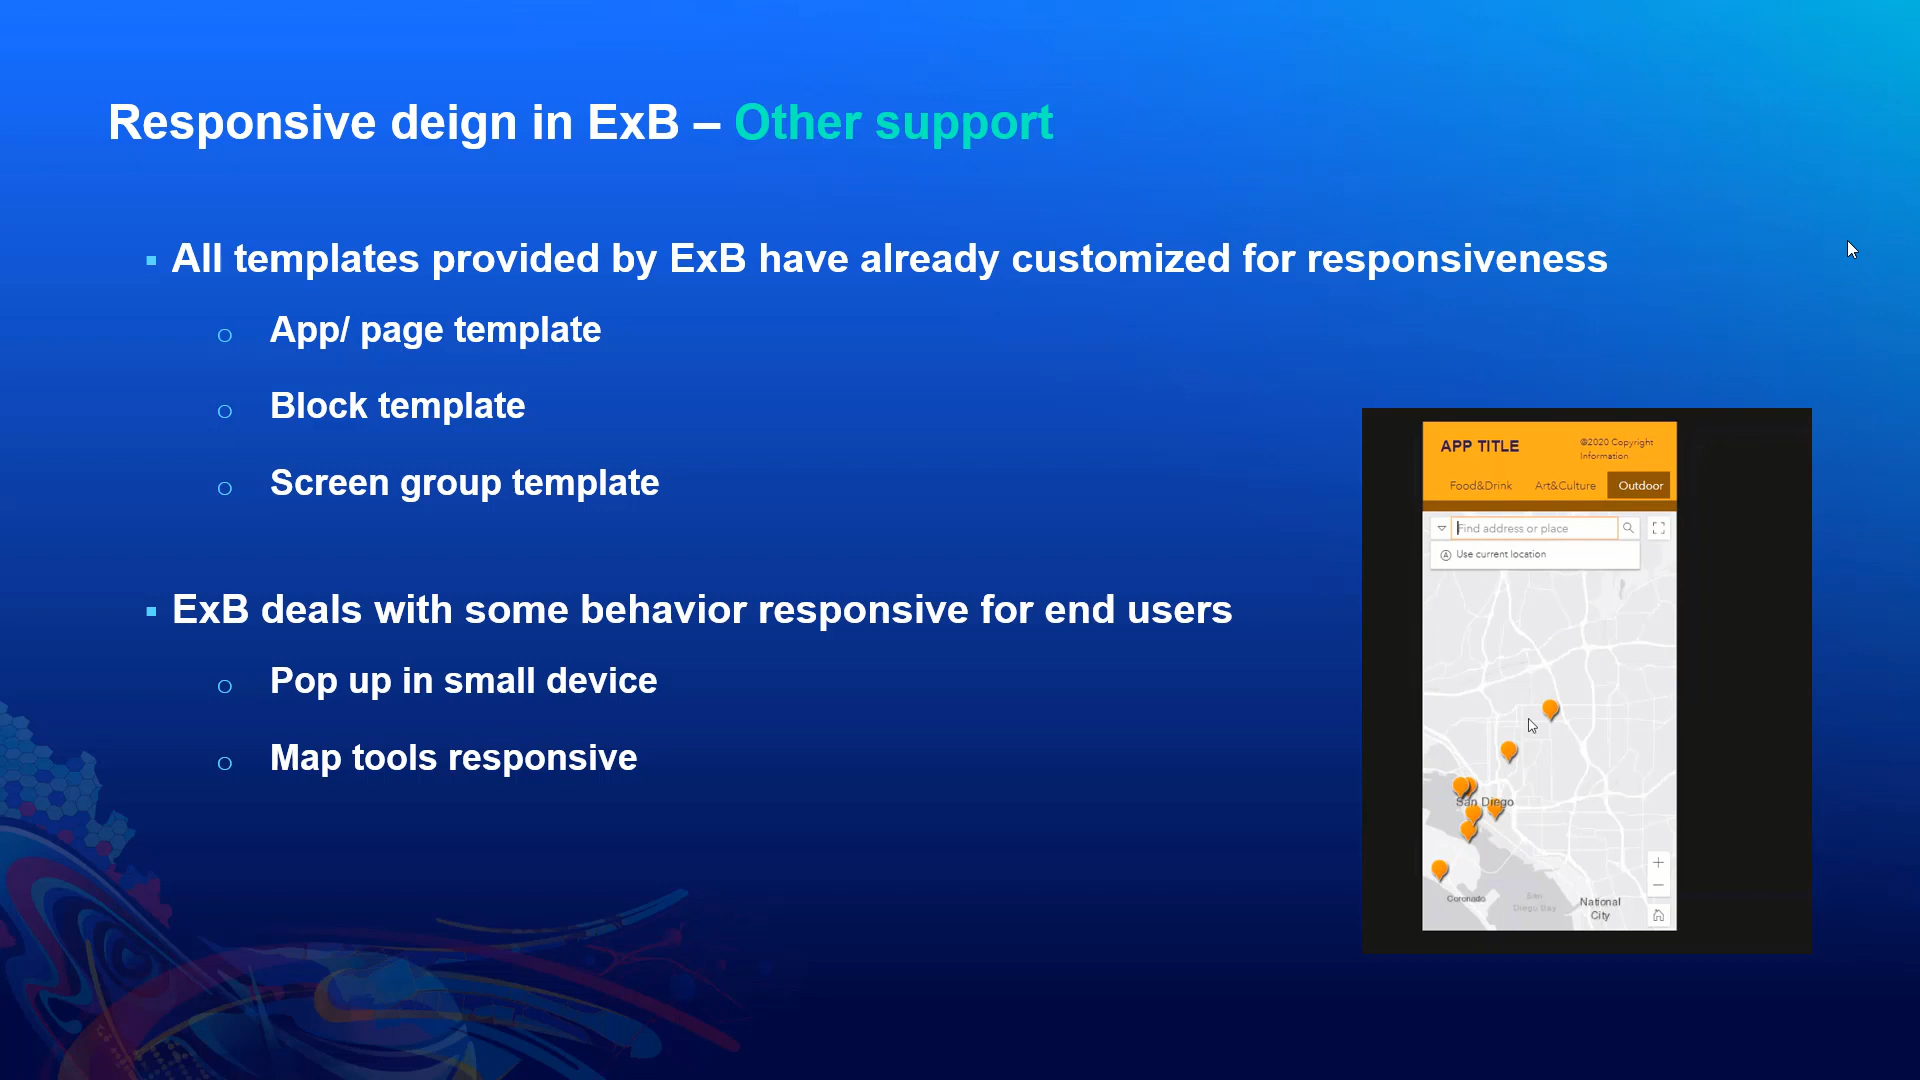 Responsive deign in ExB – Other support
▪ All templates provided by ExB have already customized for responsiveness
o App/ page template
o Block template
o Screen group template
▪ ExB deals with some behavior responsive for end users
o Pop up in small device
o Map tools responsive
APP TITLE
©2020 Copyright
Information
Food&Drink Art&Culture Outdoor
Find address or place
Use current location
San Diego
Coronado
San
Diego Bay
National
City